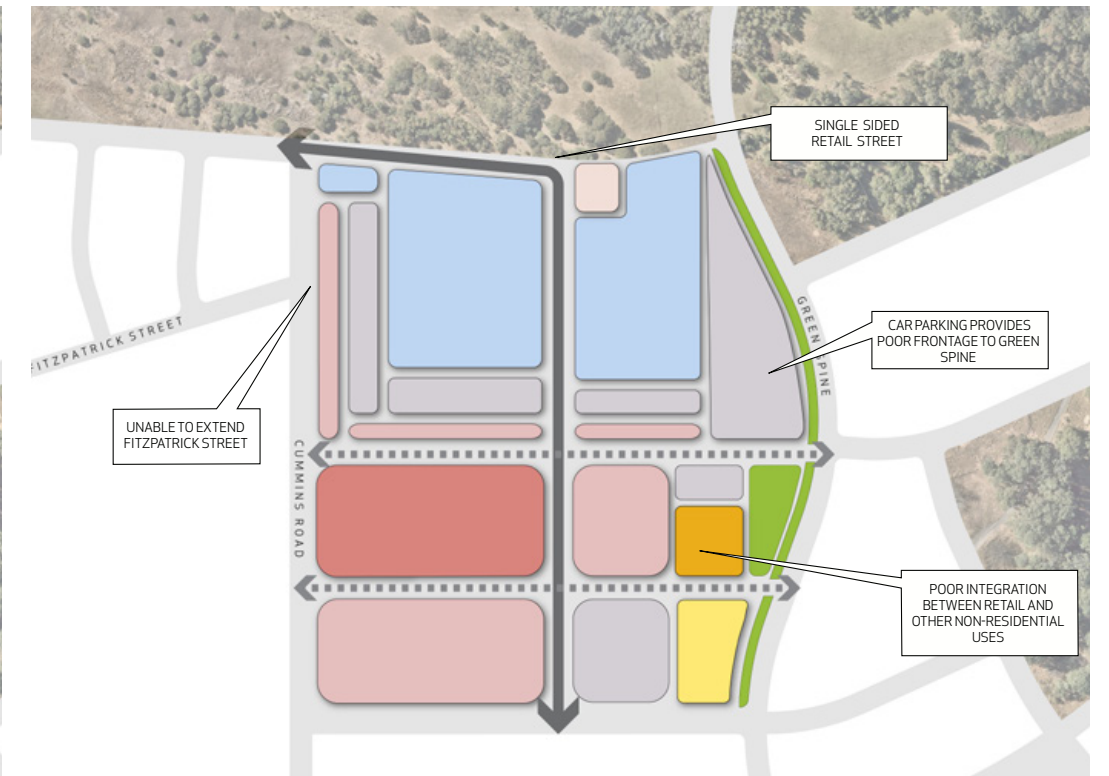 SINGLE SIDED
RETAIL STREET
GREEN SPINE
CAR PARKING PROVIDES
POOR FRONTAGE TO GREEN
SPINE
FITZPATRICK STREET
UNABLE TO EXTEND
FITZPATRICK STREET
CUMMINS ROAD
POOR INTEGRATION
BETWEEN RETAIL AND
OTHER NON-RESIDENTIAL
USES